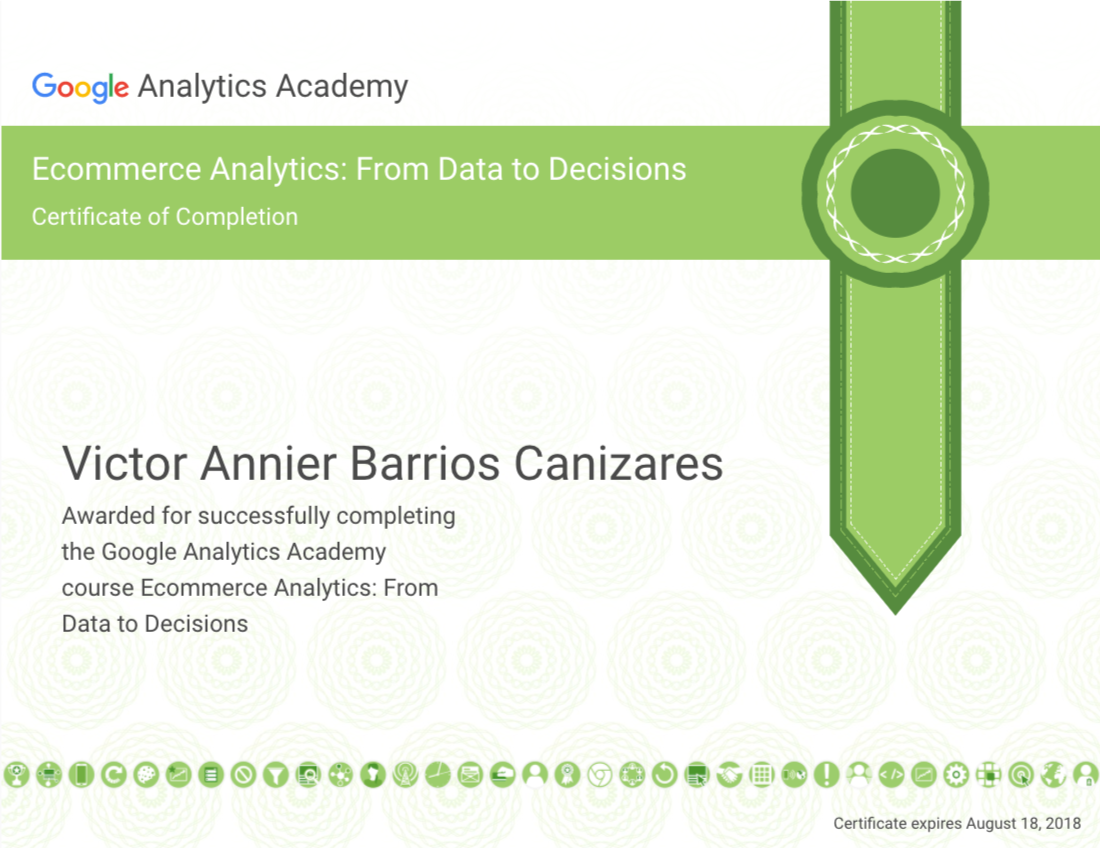 Google Analytics Academy
Ecommerce Analytics: From Data to Decisions
Certificate of Completion
Victor Annier Barrios Canizares
Awarded for successfully completing
the Google Analytics Academy
course Ecommerce Analytics: From
Data to Decisions
Certificate expires August 18, 2018